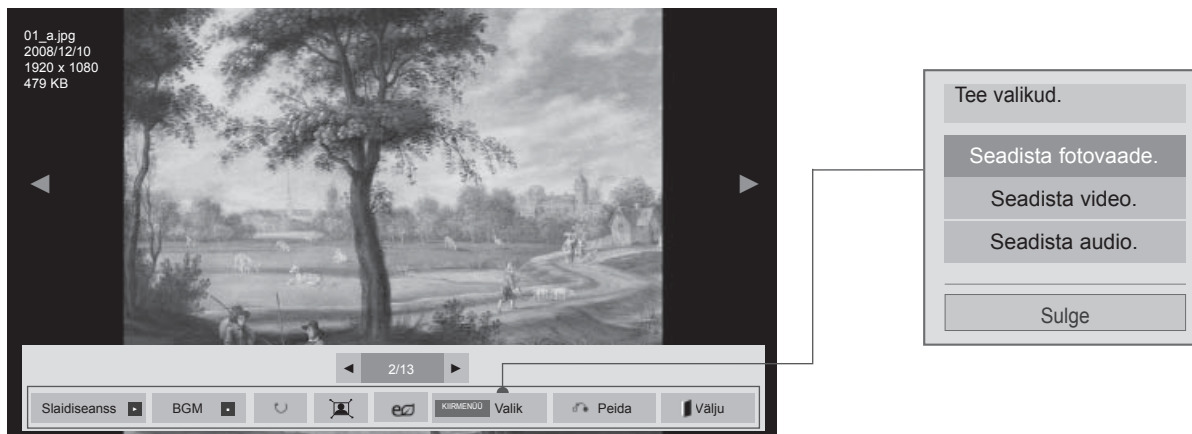 01_a.jpg
2008/12/10
1920 x 1080
479 KB
◄ 2/13 ►
Slaidiseanss BGM KIIRMENÜÜ Valik Peida Välju
Tee valikud.
Seadista fotovaade.
Seadista video.
Seadista audio.
Sulge